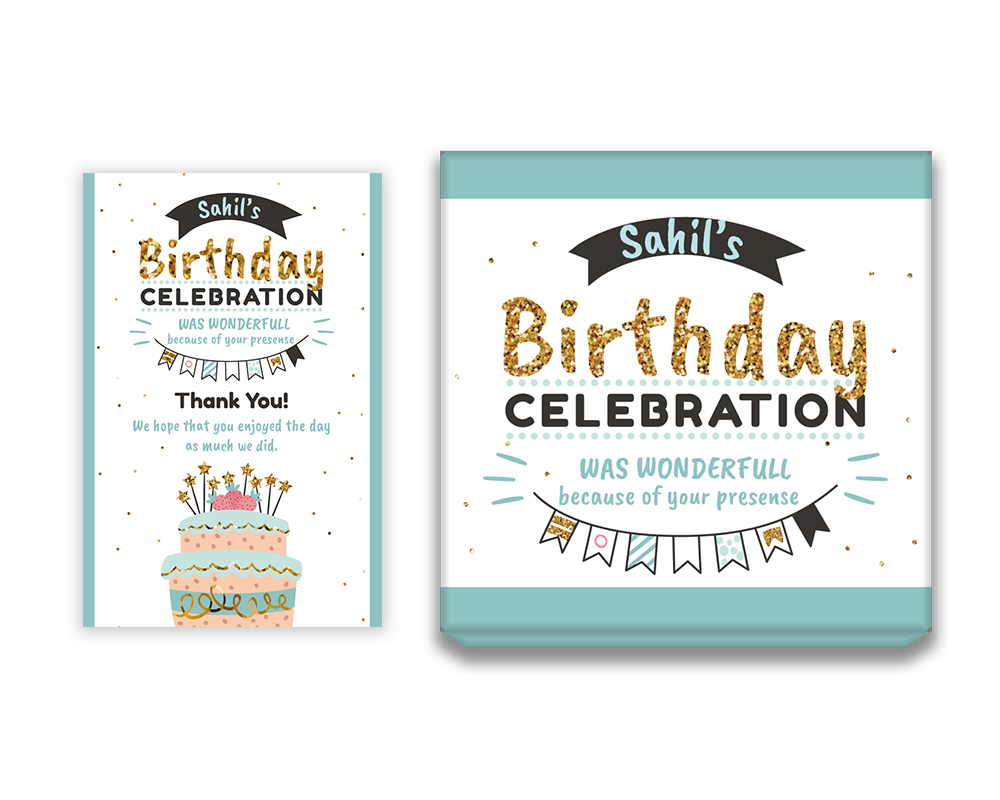 Sahil's
Birthday
CELEBRATION
WAS WONDERFULL
because of your presense
Thank You!
We hope that you enjoyed the day
as much we did.
Sahil's
Birthday
CELEBRATION
WAS WONDERFULL
because of your presense